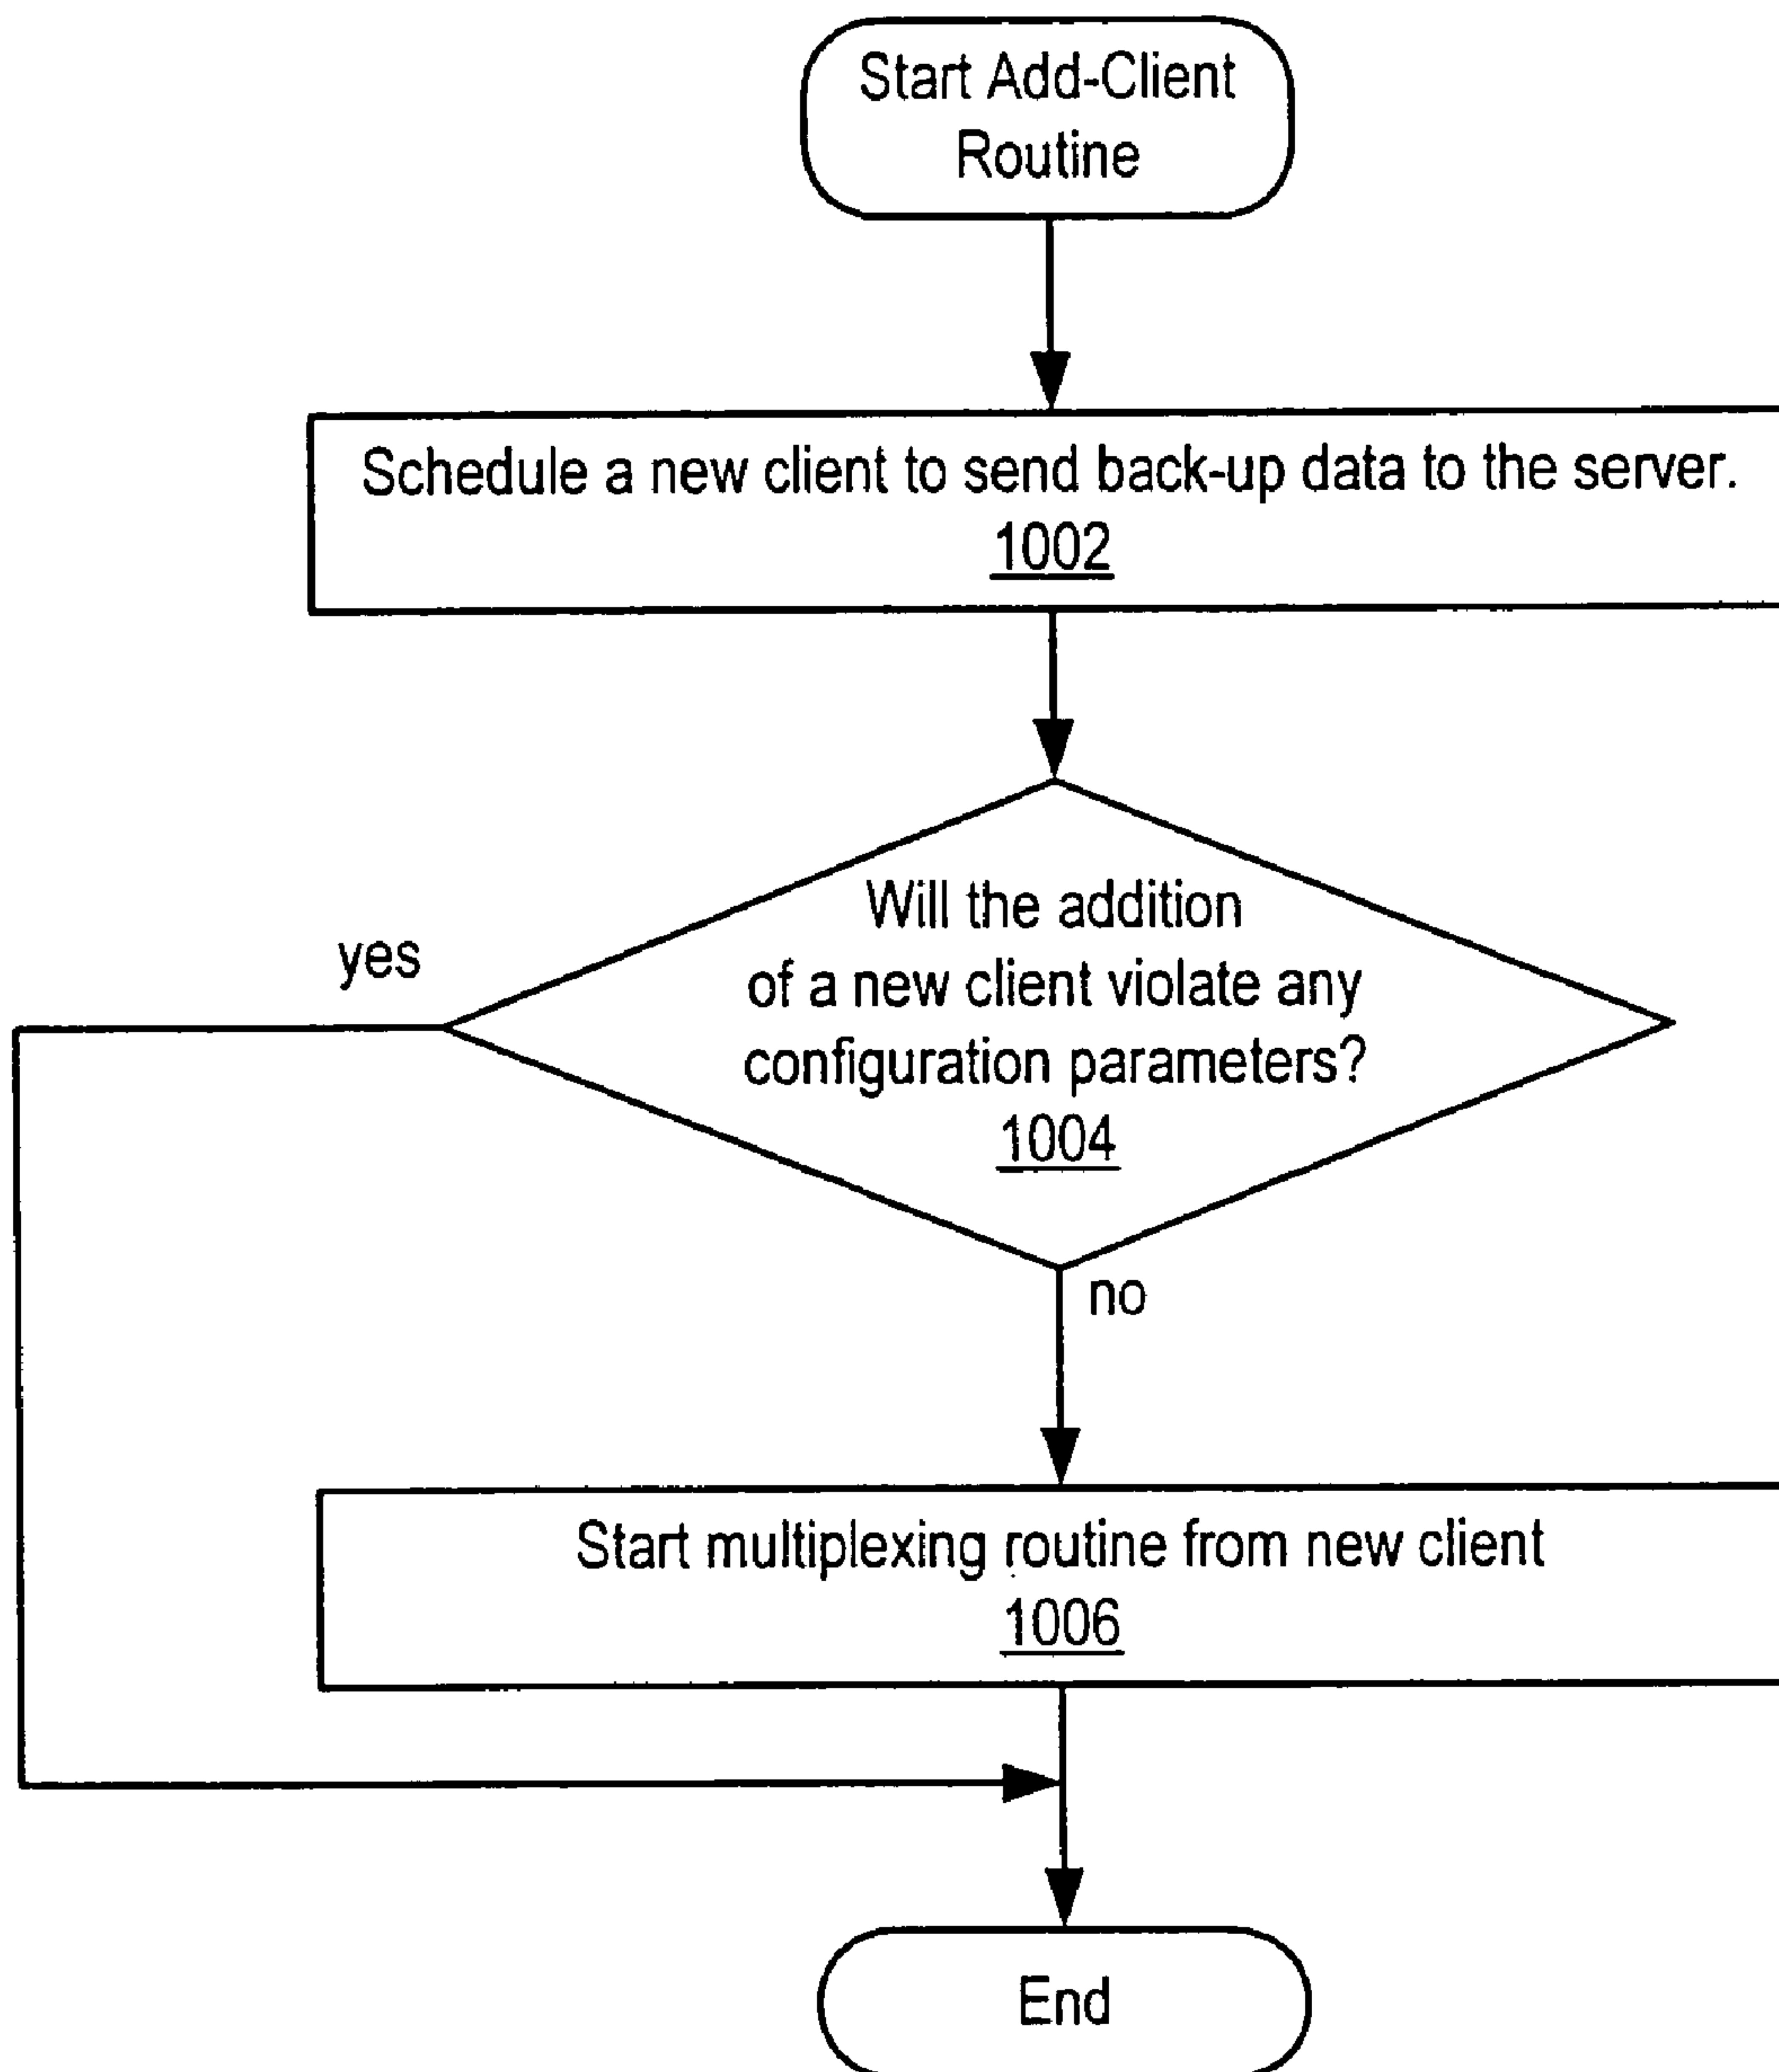 Start Add-Client
Routine
Schedule a new client to send back-up data to the server.
1002
Will the addition
of a new client violate any
configuration parameters?
1004
yes
no
Start multiplexing routine from new client
1006
End